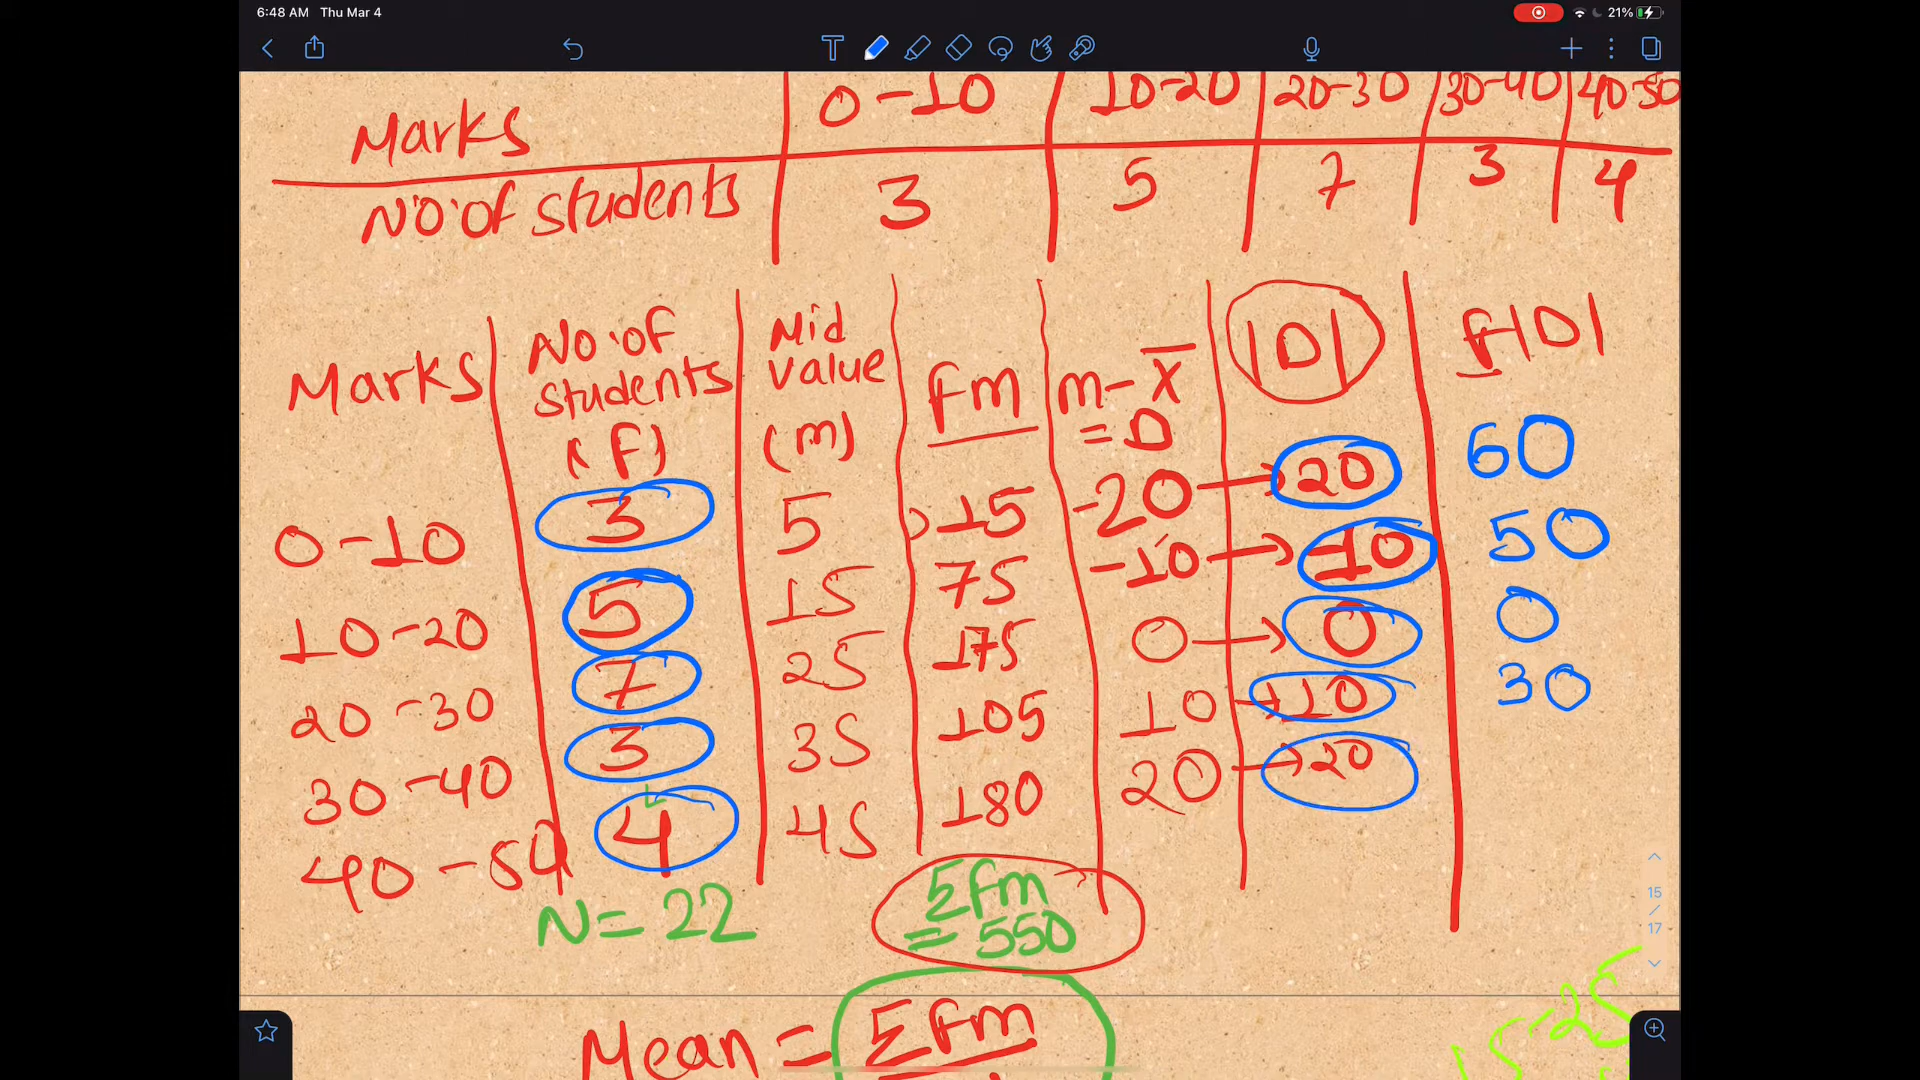 6:48 AM Thu Mar 4
21%
Marks 0-10 10-20 20-30 30-40 40-50
No. of students 3 5 7 3 4
Marks No. of students (F) Mid value (m) Fm m-X̄ = D |D| F|D|
0-10 3 5 15 -20 → 20 60
10-20 5 15 75 -10 → 10 50
20-30 7 25 175 0 → 0 0
30-40 3 35 105 10 → 10 30
40-50 4 45 180 20 → 20
N = 22 Σfm = 550
15 / 17
Mean = Σfm
15-25